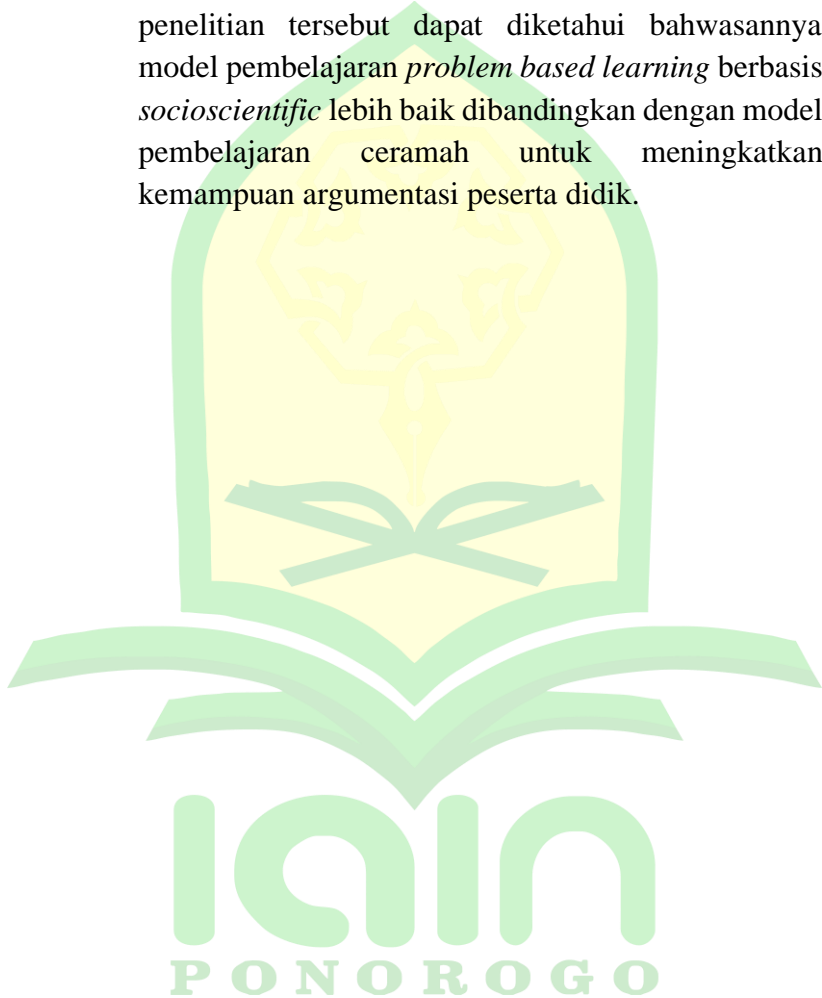 penelitian tersebut dapat diketahui bahwasannya
model pembelajaran problem based learning berbasis
socioscientific lebih baik dibandingkan dengan model
pembelajaran ceramah untuk meningkatkan
kemampuan argumentasi peserta didik.
iain
PONOROGO